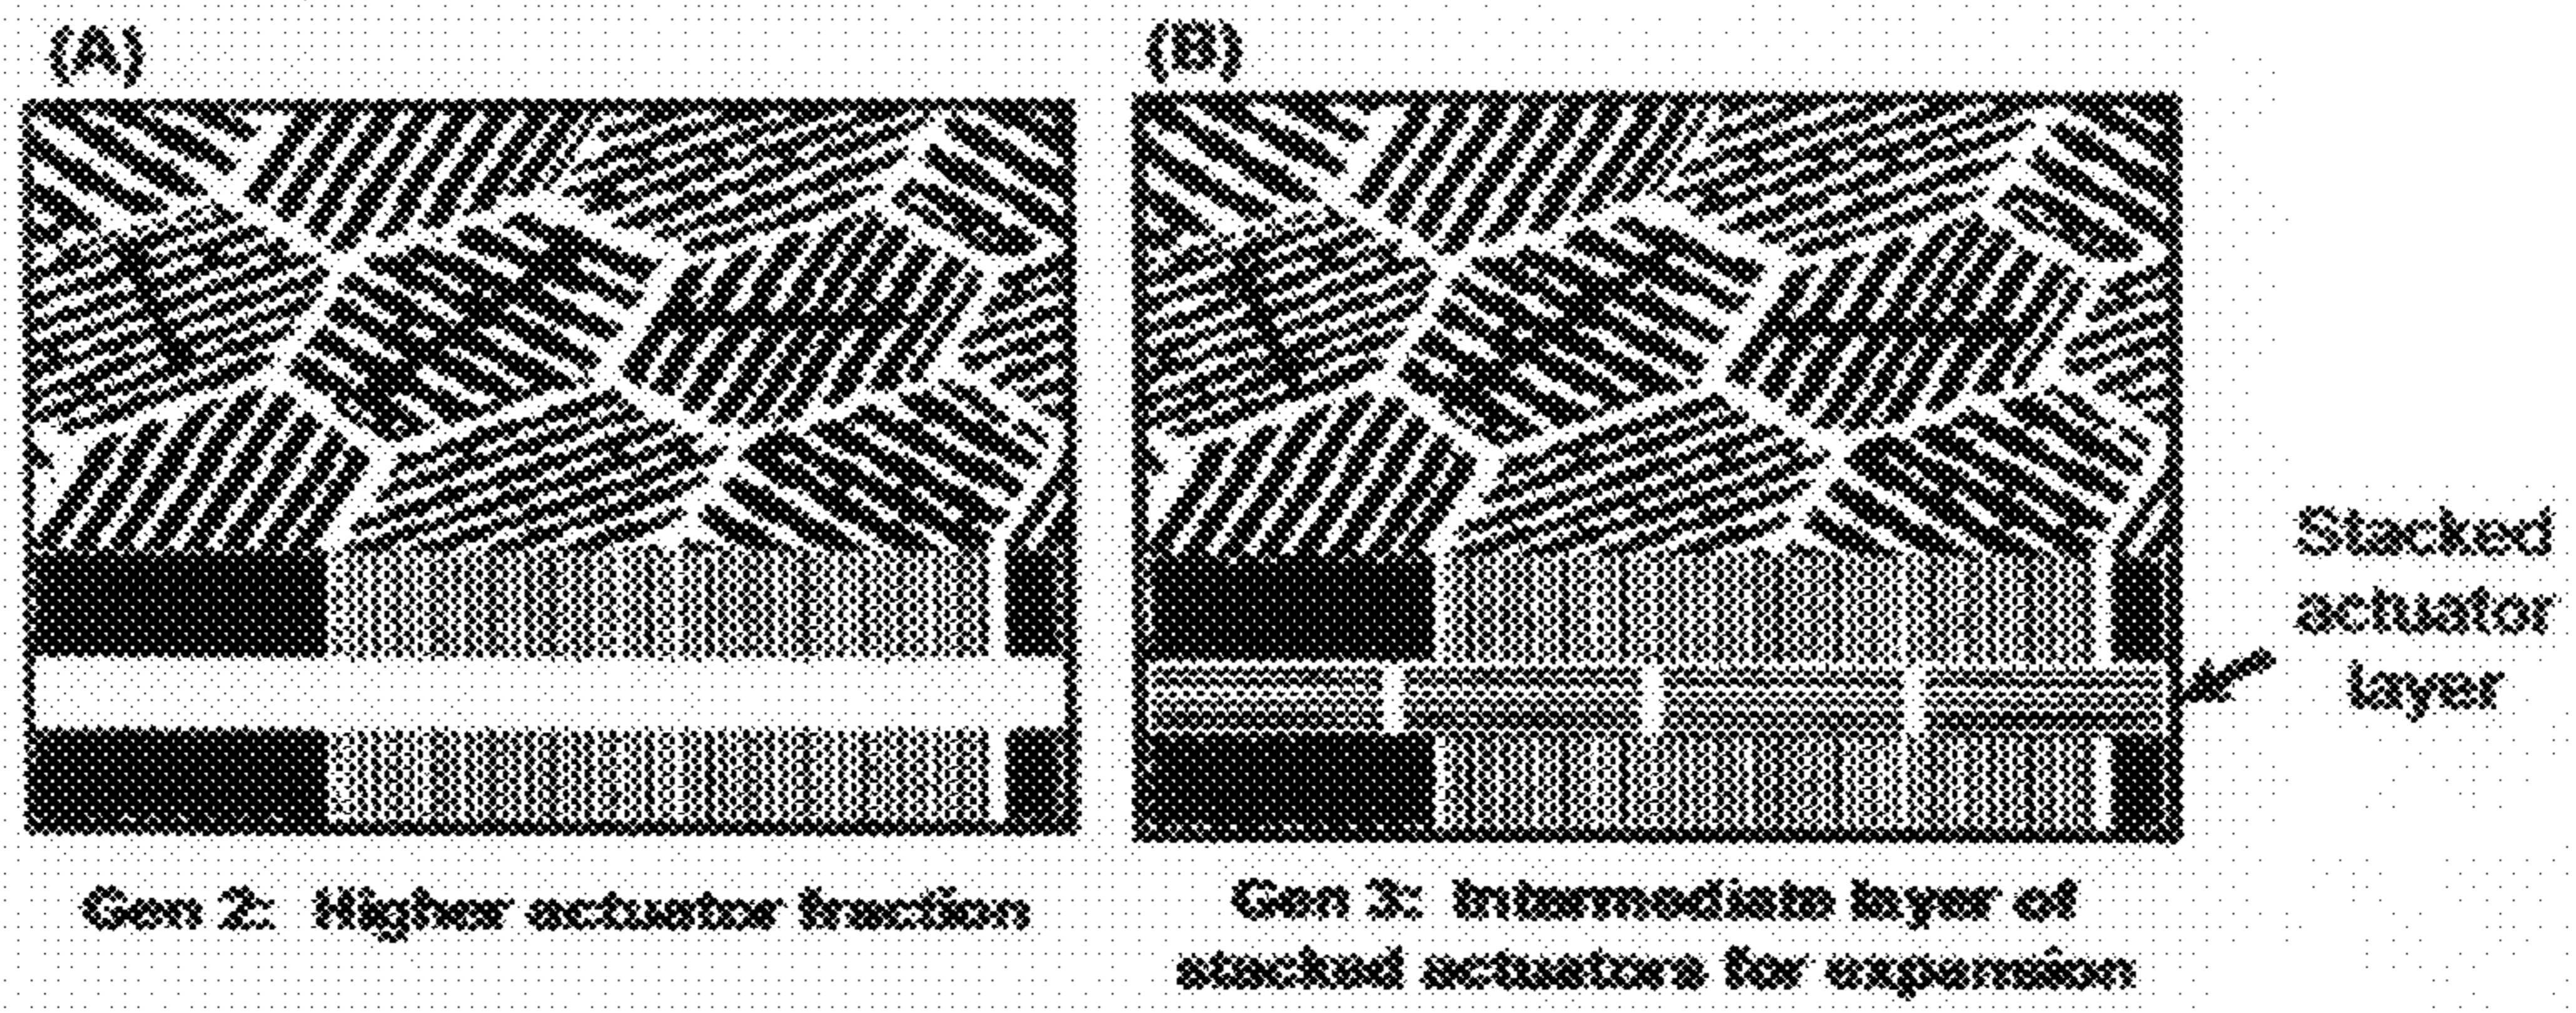 (A)
(B)
Stacked
actuator
layer
Gen 2: Higher actuator fraction
Gen 3: Intermediate layer of
stacked actuators for expansion